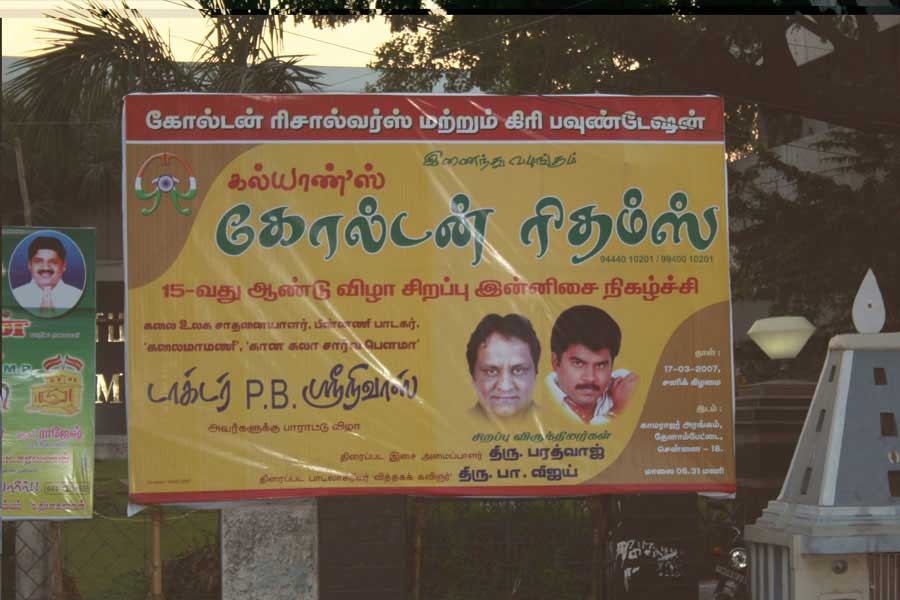 கோல்டன் ரிசால்வர்ஸ் மற்றும் கிரி பவுண்டேஷன்
இணைந்து வழங்கும்
கல்யாண்'ஸ்
கோல்டன் ரிதம்ஸ்
94440 10201 / 99400 10201
15-வது ஆண்டு விழா சிறப்பு இன்னிசை நிகழ்ச்சி
கலை உலக சாதனையாளர், பின்னணி பாடகர்,
'கலைமாமணி', 'கான கலா சார்வ பௌமா'
டாக்டர் P.B. ஸ்ரீநிவாஸ்
அவர்களுக்கு பாராட்டு விழா
சிறப்பு விருந்தினர்கள்
திரைப்பட இசை அமைப்பாளர் திரு. பரத்வாஜ்
திரைப்பட பாடலாசிரியர் 'வித்தகக் கவிஞர்' திரு. பா. விஜய்
நாள் :
17-03-2007,
சனிக் கிழமை
இடம் :
காமராஜர் அரங்கம்,
தேனாம்பேட்டை,
சென்னை - 18.
மாலை 06.31 மணி
M.P.